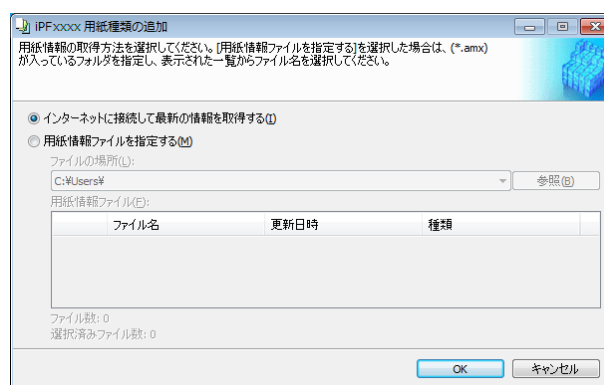 iPFxxxx 用紙種類の追加
用紙情報の取得方法を選択してください。[用紙情報ファイルを指定する]を選択した場合は、(*.amx)
が入っているフォルダを指定し、表示された一覧からファイル名を選択してください。
インターネットに接続して最新の情報を取得する(I)
用紙情報ファイルを指定する(M)
ファイルの場所(L):
C:¥Users¥
参照(B)
用紙情報ファイル(F):
ファイル名 更新日時 種類
ファイル数: 0
選択済みファイル数: 0
OK キャンセル